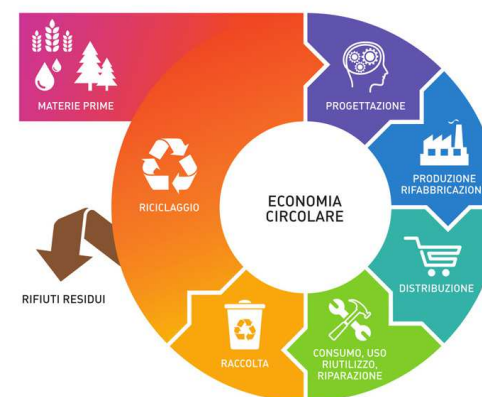 MATERIE PRIME
PROGETTAZIONE
PRODUZIONE
RIFABBRICAZION
DISTRIBUZIONE
CONSUMO, USO
RIUTILIZZO,
RIPARAZIONE
RACCOLTA
RICICLAGGIO
RIFIUTI RESIDUI
ECONOMIA
CIRCOLARE